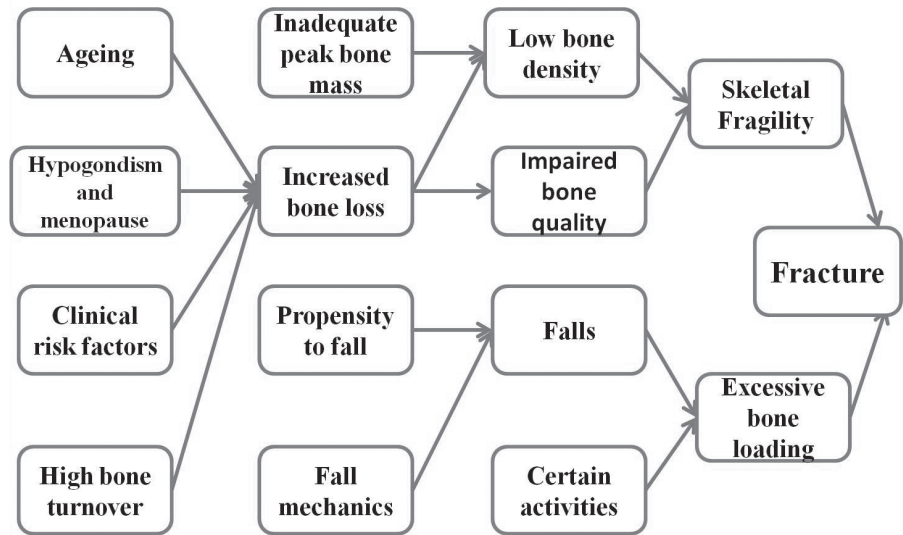 Ageing
Inadequate
peak bone
mass
Low bone
density
Skeletal
Fragility
Hypogondism
and
menopause
Increased
bone loss
Impaired
bone
quality
Fracture
Clinical
risk factors
Propensity
to fall
Falls
Excessive
bone
loading
High bone
turnover
Fall
mechanics
Certain
activities